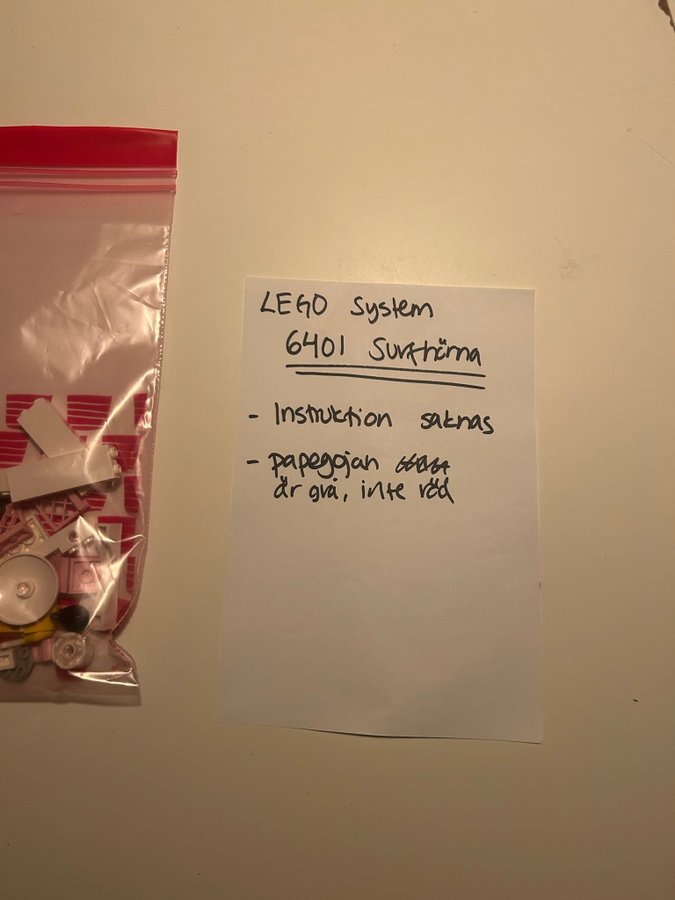 LEGO System
6401 Surfhörna
- Instruktion saknas
- papegojan
är grå, inte röd